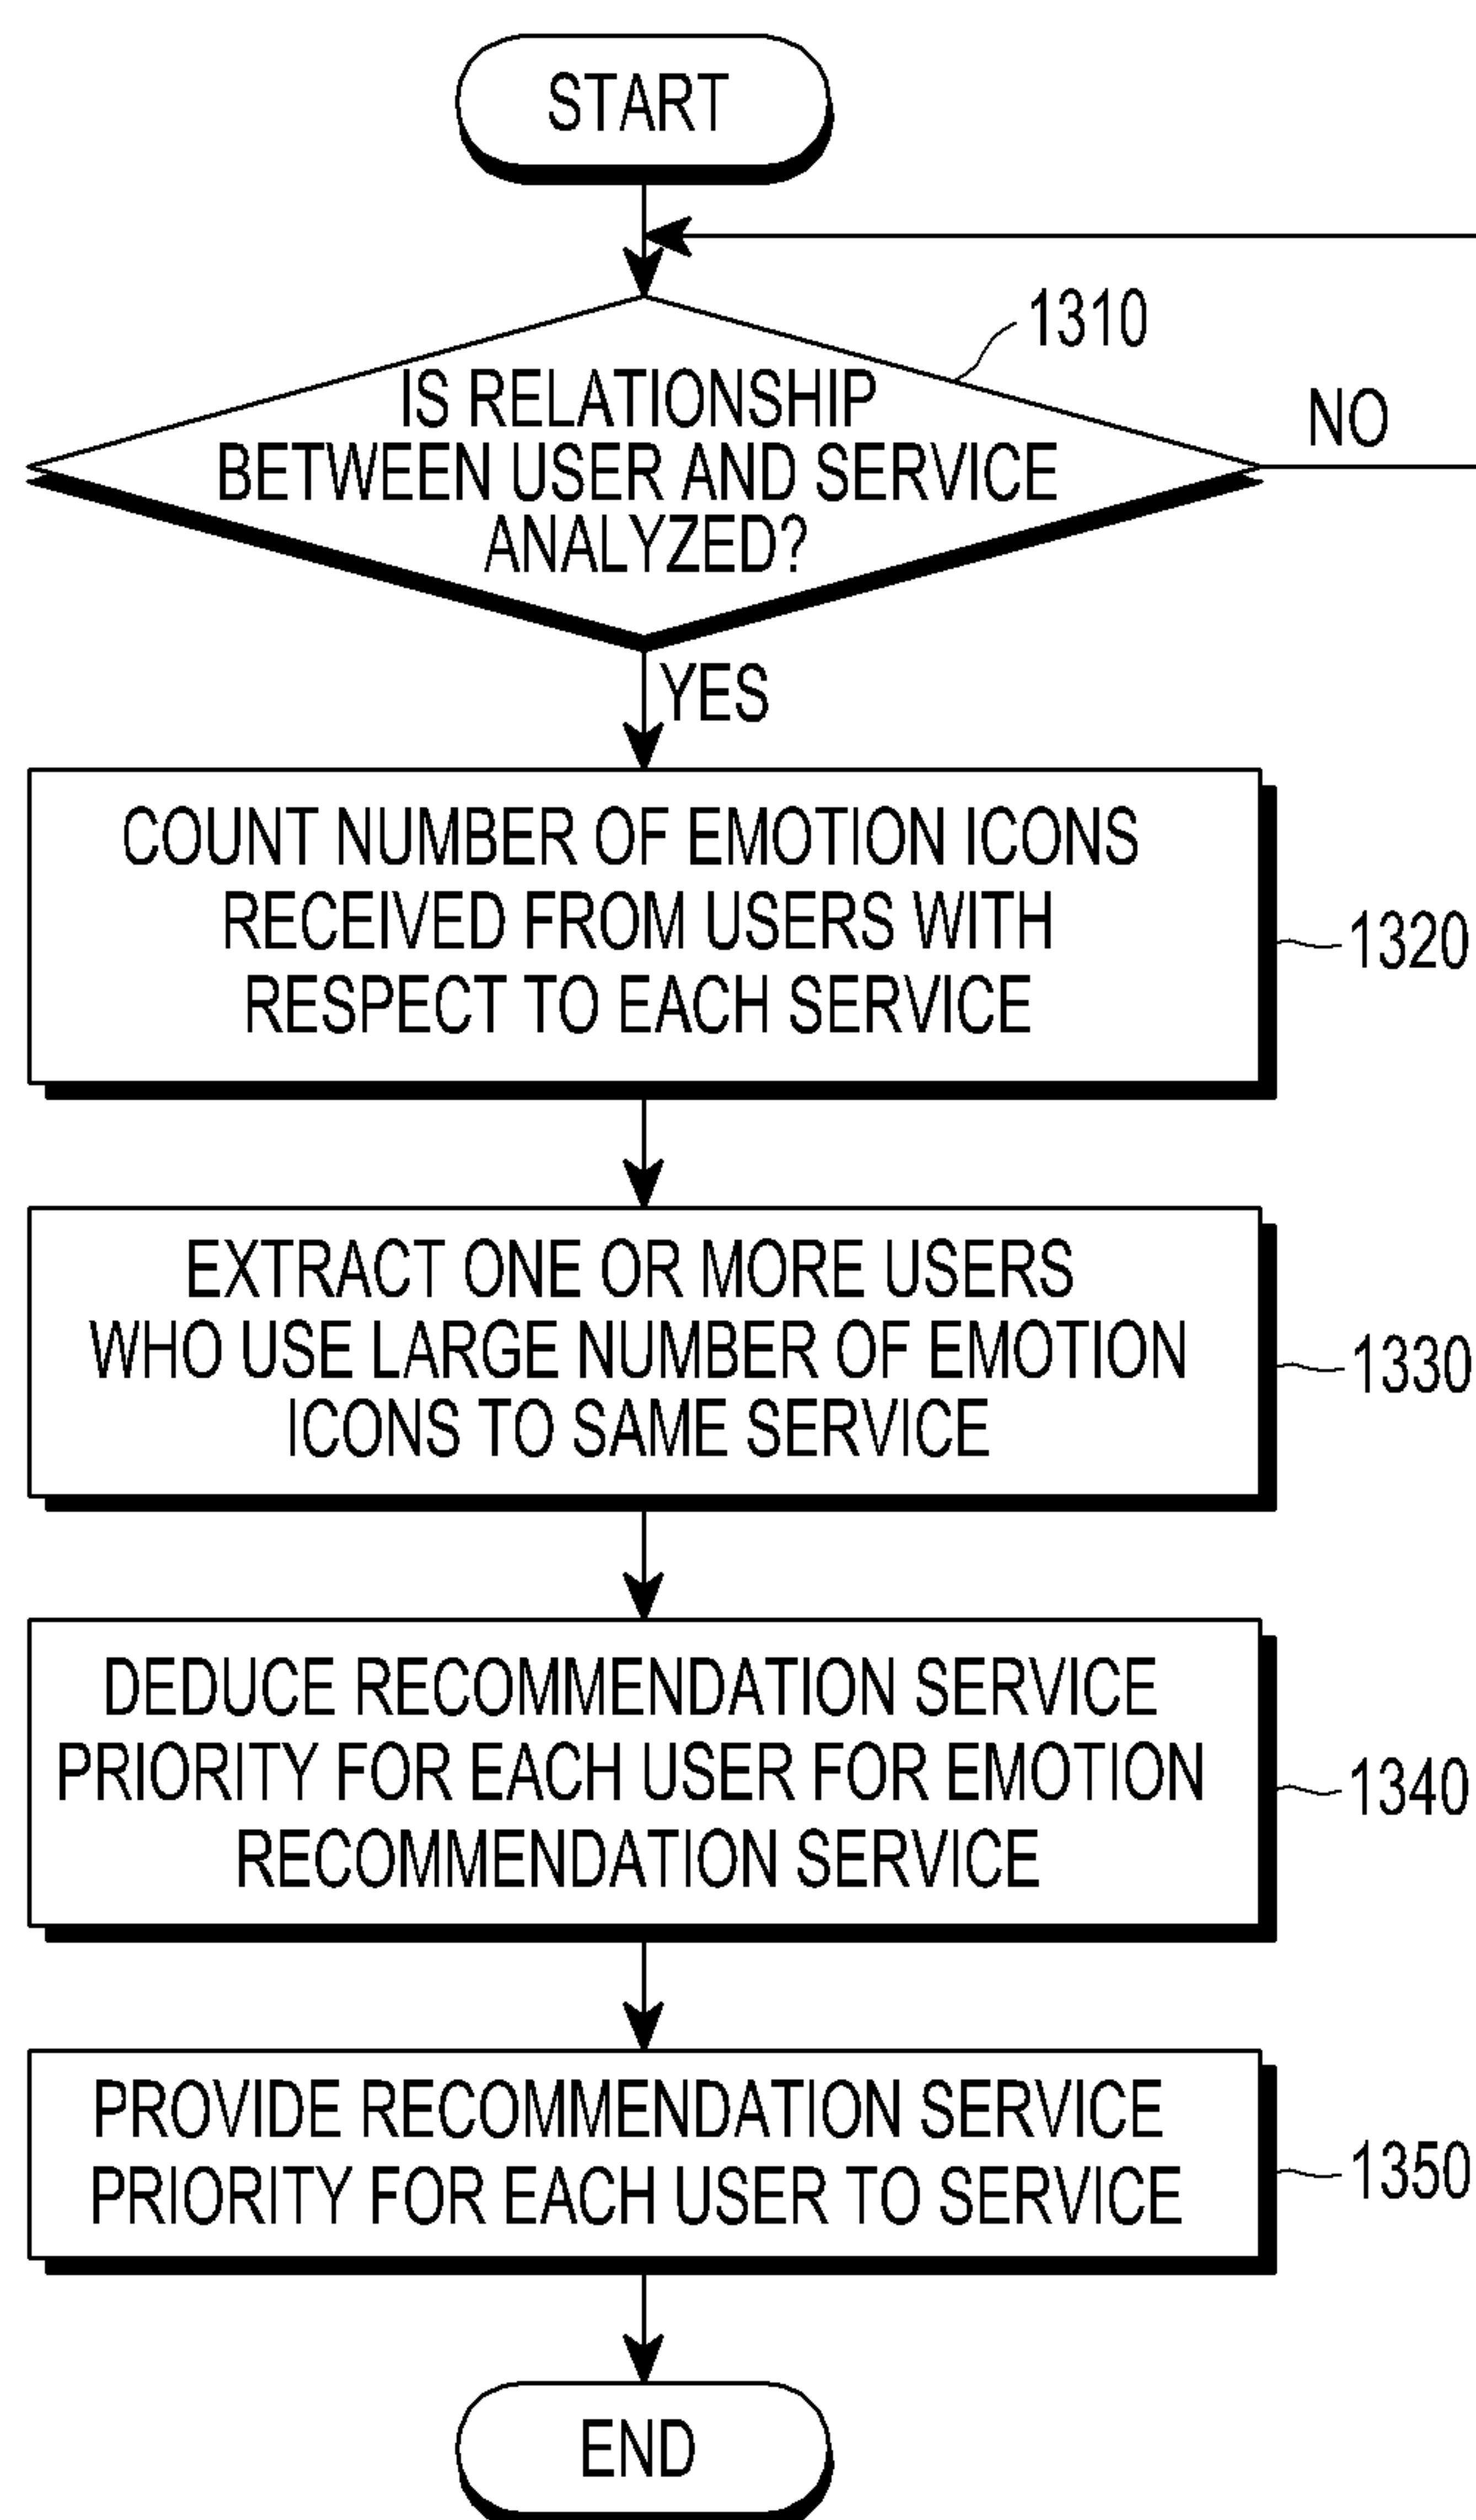 START
1310
IS RELATIONSHIP
BETWEEN USER AND SERVICE
ANALYZED?
NO
YES
COUNT NUMBER OF EMOTION ICONS
RECEIVED FROM USERS WITH
RESPECT TO EACH SERVICE
1320
EXTRACT ONE OR MORE USERS
WHO USE LARGE NUMBER OF EMOTION
ICONS TO SAME SERVICE
1330
DEDUCE RECOMMENDATION SERVICE
PRIORITY FOR EACH USER FOR EMOTION
RECOMMENDATION SERVICE
1340
PROVIDE RECOMMENDATION SERVICE
PRIORITY FOR EACH USER TO SERVICE
1350
END